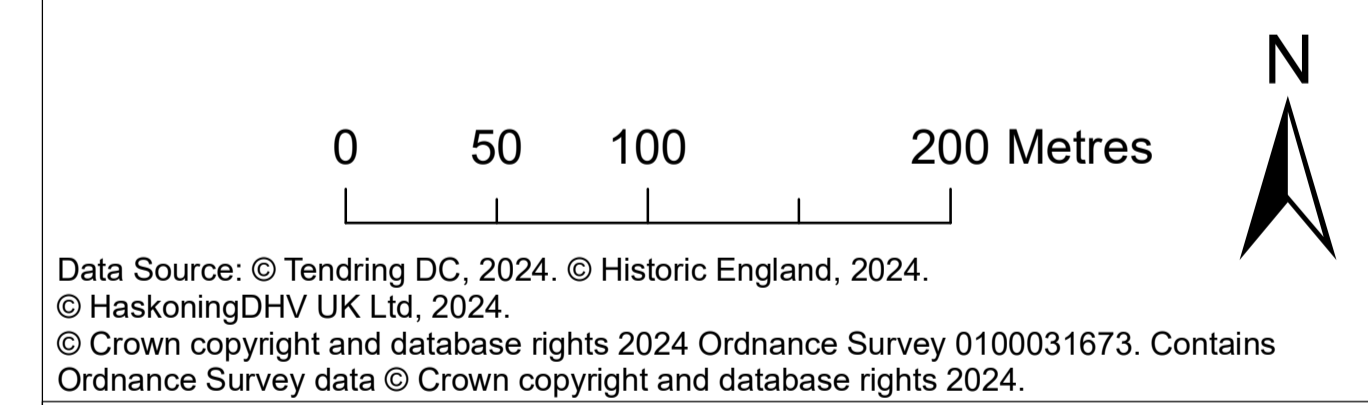 N
0 50 100 200 Metres
Data Source: © Tendring DC, 2024. © Historic England, 2024.
© HaskoningDHV UK Ltd, 2024.
© Crown copyright and database rights 2024 Ordnance Survey 0100031673. Contains
Ordnance Survey data © Crown copyright and database rights 2024.